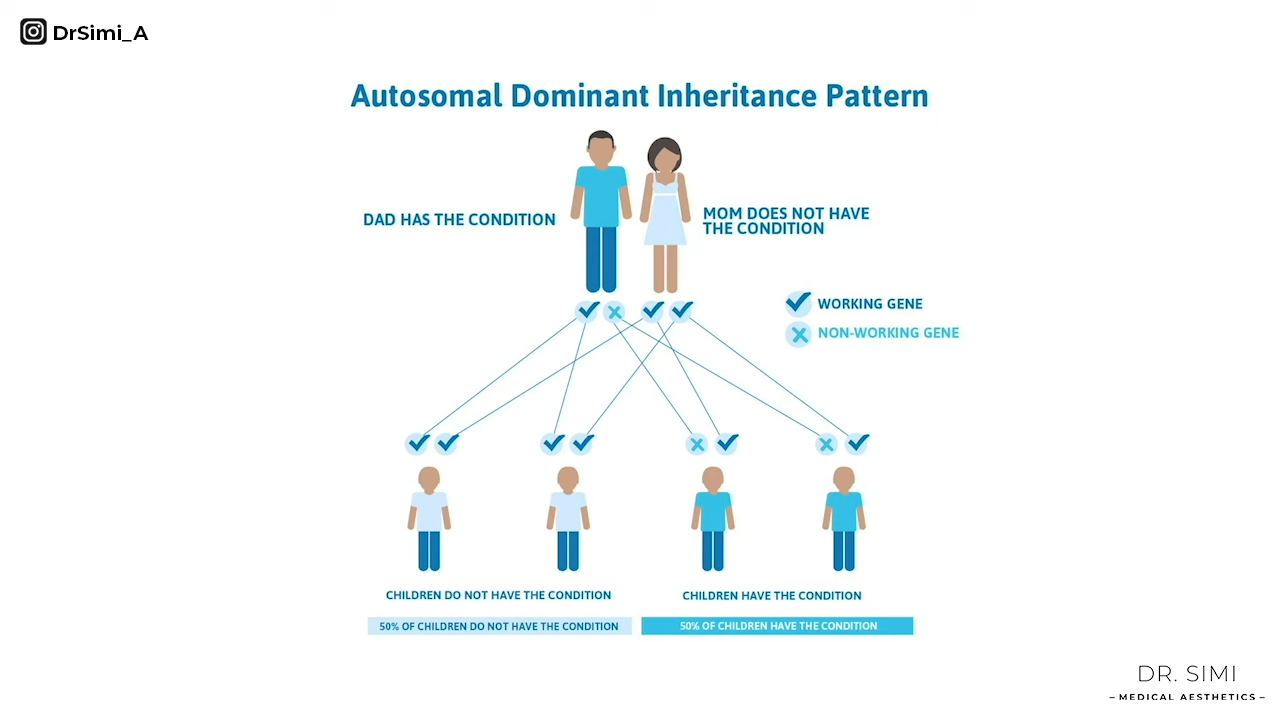 DrSimi_A
Autosomal Dominant Inheritance Pattern
DAD HAS THE CONDITION
MOM DOES NOT HAVE
THE CONDITION
WORKING GENE
NON-WORKING GENE
CHILDREN DO NOT HAVE THE CONDITION
CHILDREN HAVE THE CONDITION
50% OF CHILDREN DO NOT HAVE THE CONDITION
50% OF CHILDREN HAVE THE CONDITION
DR. SIMI
– MEDICAL AESTHETICS –